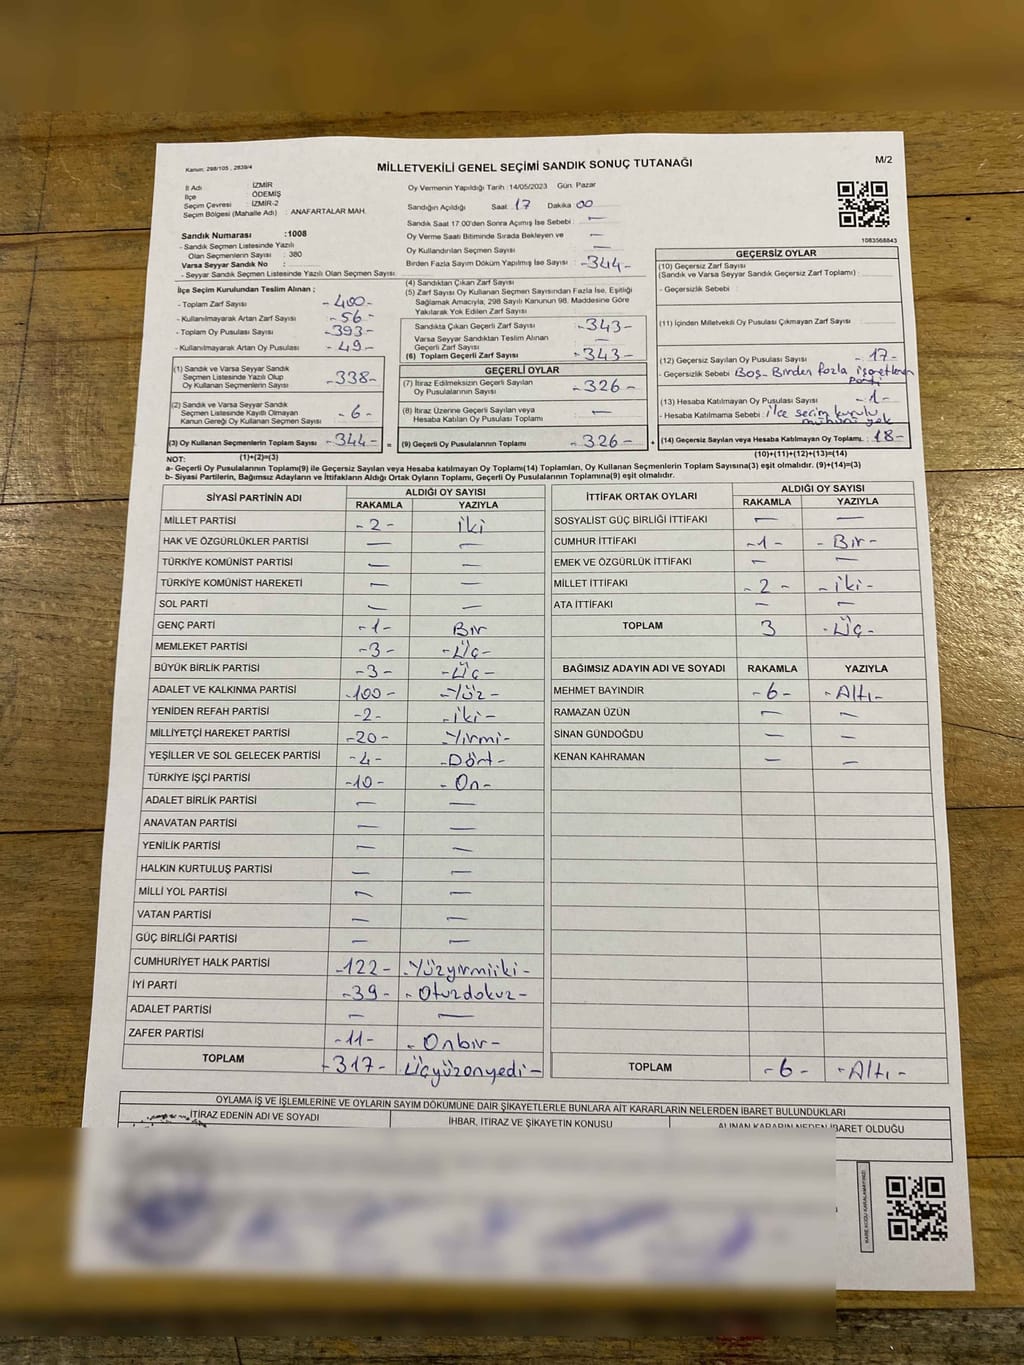 Kanun: 298/105 , 2839/4
MİLLETVEKİLİ GENEL SEÇİMİ SANDIK SONUÇ TUTANAĞI
M/2
İl Adı : İZMİR
İlçe : ÖDEMİŞ
Seçim Çevresi : İZMİR-2
Seçim Bölgesi (Mahalle Adı) : ANAFARTALAR MAH.
Sandık Numarası :1008
- Sandık Seçmen Listesinde Yazılı
Olan Seçmenlerin Sayısı : 380
Varsa Seyyar Sandık No :
- Seyyar Sandık Seçmen Listesinde Yazılı Olan Seçmen Sayısı:
Oy Vermenin Yapıldığı Tarih :14/05/2023 Gün: Pazar
Sandığın Açıldığı Saat: 17 Dakika 00
Sandık Saat 17.00'den Sonra Açımış İse Sebebi : —
Oy Verme Saati Bitiminde Sırada Bekleyen ve
Oy Kullandırılan Seçmen Sayısı : —
Birden Fazla Sayım Döküm Yapılmış İse Sayısı : —
1083568843
İlçe Seçim Kurulundan Teslim Alınan ;
- Toplam Zarf Sayısı : - 400 -
- Kullanılmayarak Artan Zarf Sayısı : - 56 -
- Toplam Oy Pusulası Sayısı : - 393 -
- Kullanılmayarak Artan Oy Pusulası : - 49 -
(1) Sandık ve Varsa Seyyar Sandık
Seçmen Listesinde Yazılı Olup
Oy Kullanan Seçmenlerin Sayısı : - 338 -
(2) Sandık ve Varsa Seyyar Sandık
Seçmen Listesinde Kayıtlı Olmayan
Kanun Gereği Oy Kullanan Seçmen Sayısı : - 6 -
(3) Oy Kullanan Seçmenlerin Toplam Sayısı : - 344 - =
(1)+(2)=(3)
(4) Sandıktan Çıkan Zarf Sayısı : - 344 -
(5) Zarf Sayısı Oy Kullanan Seçmen Sayısından Fazla İse, Eşitliği
Sağlamak Amacıyla; 298 Sayılı Kanunun 98. Maddesine Göre
Yakılarak Yok Edilen Zarf Sayısı : —
Sandıkta Çıkan Geçerli Zarf Sayısı : - 343 -
Varsa Seyyar Sandıktan Teslim Alınan
Geçerli Zarf Sayısı : —
(6) Toplam Geçerli Zarf Sayısı : - 343 -
GEÇERLİ OYLAR
(7) İtiraz Edilmeksizin Geçerli Sayılan
Oy Pusulalarının Sayısı : - 326 -
(8) İtiraz Üzerine Geçerli Sayılan veya
Hesaba Katılan Oy Pusulası Toplamı : —
(9) Geçerli Oy Pusulalarının Toplamı : - 326 - +
GEÇERSİZ OYLAR
(10) Geçersiz Zarf Sayısı
(Sandık ve Varsa Seyyar Sandık Geçersiz Zarf Toplamı) :
- Geçersizlik Sebebi :
(11) İçinden Milletvekili Oy Pusulası Çıkmayan Zarf Sayısı :
(12) Geçersiz Sayılan Oy Pusulası Sayısı : - 17 -
- Geçersizlik Sebebi : Boş - Birden fazla işaretlenen
parti
(13) Hesaba Katılmayan Oy Pusulası Sayısı : - 1 -
- Hesaba Katılmama Sebebi : İlçe seçim kurulu
mührü yok
(14) Geçersiz Sayılan veya Hesaba Katılmayan Oy Toplamı : - 18 -
(10)+(11)+(12)+(13)=(14)
NOT:
a- Geçerli Oy Pusulalarının Toplamı(9) ile Geçersiz Sayılan veya Hesaba katılmayan Oy Toplamı(14) Toplamları, Oy Kullanan Seçmenlerin Toplam Sayısına(3) eşit olmalıdır. (9)+(14)=(3)
b- Siyasi Partilerin, Bağımsız Adayların ve İttifakların Aldığı Ortak Oyların Toplamı, Geçerli Oy Pusulalarının Toplamına(9) eşit olmalıdır.
SİYASİ PARTİNİN ADI ALDIĞI OY SAYISI
RAKAMLA YAZIYLA
MİLLET PARTİSİ - 2 - iki
HAK VE ÖZGÜRLÜKLER PARTİSİ — —
TÜRKİYE KOMÜNİST PARTİSİ — —
TÜRKİYE KOMÜNİST HAREKETİ — —
SOL PARTİ — —
GENÇ PARTİ - 1 - Bir
MEMLEKET PARTİSİ - 3 - - Üç -
BÜYÜK BİRLİK PARTİSİ - 3 - - Üç -
ADALET VE KALKINMA PARTİSİ - 100 - - Yüz -
YENİDEN REFAH PARTİSİ - 2 - - iki -
MİLLİYETÇİ HAREKET PARTİSİ - 20 - - Yirmi -
YEŞİLLER VE SOL GELECEK PARTİSİ - 4 - - Dört -
TÜRKİYE İŞÇİ PARTİSİ - 10 - - On -
ADALET BİRLİK PARTİSİ — —
ANAVATAN PARTİSİ — —
YENİLİK PARTİSİ — —
HALKIN KURTULUŞ PARTİSİ — —
MİLLİ YOL PARTİSİ — —
VATAN PARTİSİ — —
GÜÇ BİRLİĞİ PARTİSİ — —
CUMHURİYET HALK PARTİSİ - 122 - - Yüzyirmiiki -
İYİ PARTİ - 39 - - Otuzdokuz -
ADALET PARTİSİ — —
ZAFER PARTİSİ - 11 - - Onbir -
TOPLAM - 317 - Üçyüzonyedi -
İTTİFAK ORTAK OYLARI ALDIĞI OY SAYISI
RAKAMLA YAZIYLA
SOSYALİST GÜÇ BİRLİĞİ İTTİFAKI — —
CUMHUR İTTİFAKI - 1 - - Bir -
EMEK VE ÖZGÜRLÜK İTTİFAKI — —
MİLLET İTTİFAKI - 2 - - iki -
ATA İTTİFAKI — —
TOPLAM 3 - Üç -
BAĞIMSIZ ADAYIN ADI VE SOYADI RAKAMLA YAZIYLA
MEHMET BAYINDIR - 6 - - Altı -
RAMAZAN ÜZÜN — —
SİNAN GÜNDOĞDU — —
KENAN KAHRAMAN — —
TOPLAM - 6 - - Altı -
OYLAMA İŞ VE İŞLEMLERİNE VE OYLARIN SAYIM DÖKÜMÜNE DAİR ŞİKAYETLERLE BUNLARA AİT KARARLARIN NELERDEN İBARET BULUNDUKLARI
İTİRAZ EDENİN ADI VE SOYADI İHBAR, İTİRAZ VE ŞİKAYETİN KONUSU ALINAN KARARIN NEDEN İBARET OLDUĞU
KARE KODU KARALAMAYINIZ!